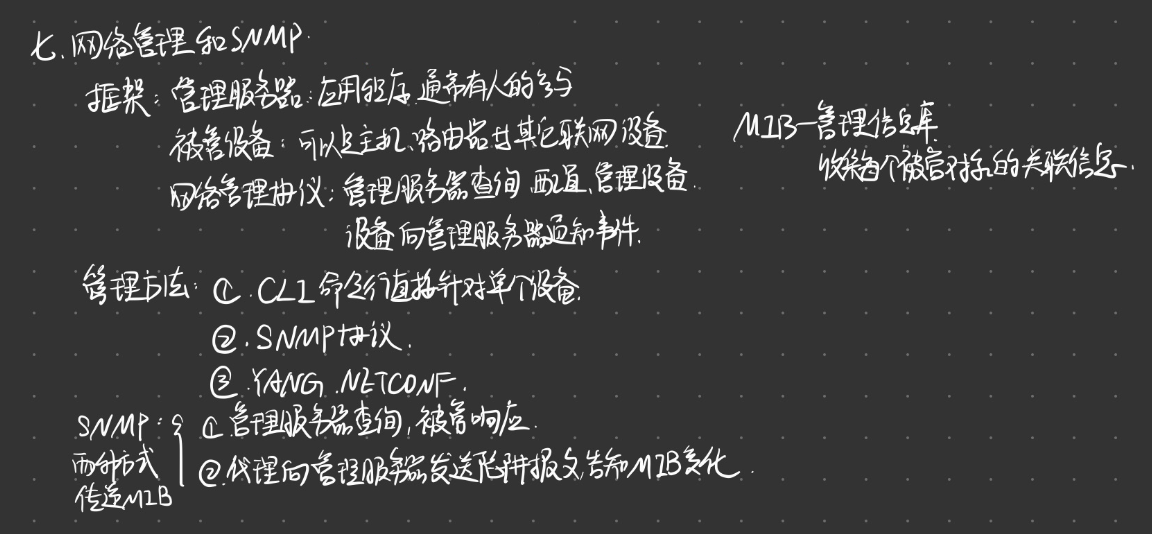 七.网络管理和SNMP.
框架：管理服务器：应用程序.通常有人的参与
被管设备：可以是主机、路由器or其它联网设备.
网络管理协议：管理服务器查询、配置、管理设备.
设备向管理服务器通知事件.
MIB—管理信息库
收集每个被管对象的关联信息.
管理方法：①.CLI 命令行直接针对单个设备.
②.SNMP协议.
③.YANG.NETCONF.
SNMP：①.管理服务器查询,被管响应.
两种方式
②.代理向管理服务器发送陷阱报文,告知MIB变化.
传递MIB